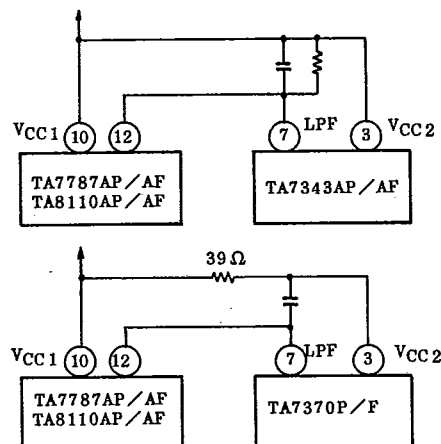 VCC1 10 12 7 LPF 3 VCC2
TA7787AP/AF
TA8110AP/AF
TA7343AP/AF
39Ω
VCC1 10 12 7 LPF 3 VCC2
TA7787AP/AF
TA8110AP/AF
TA7370P/F